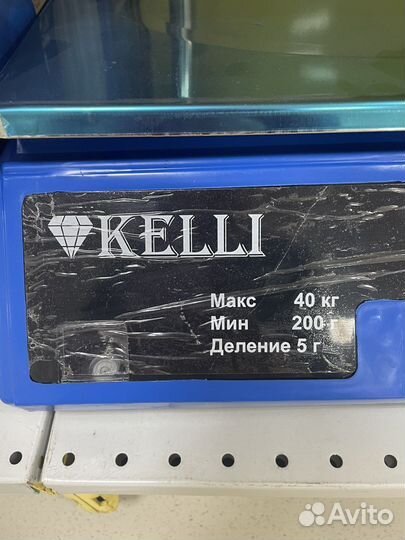 KELLI
Макс 40 кг
Мин 200 г
Деление 5 г
Avito